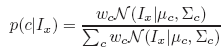 p(c|I_x) = \frac{w_c \mathcal{N}(I_x|\mu_c, \Sigma_c)}{\sum_c w_c \mathcal{N}(I_x|\mu_c, \Sigma_c)}